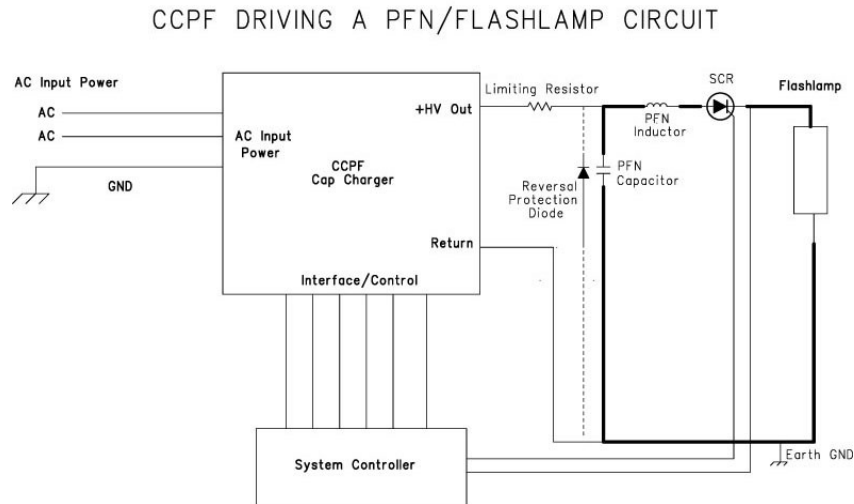 CCPF DRIVING A PFN/FLASHLAMP CIRCUIT
AC Input Power
AC
AC
GND
AC Input
Power
+HV Out
CCPF
Cap Charger
Return
Interface/Control
Limiting Resistor
PFN
Inductor
SCR
Flashlamp
Reversal
Protection
Diode
PFN
Capacitor
System Controller
Earth GND